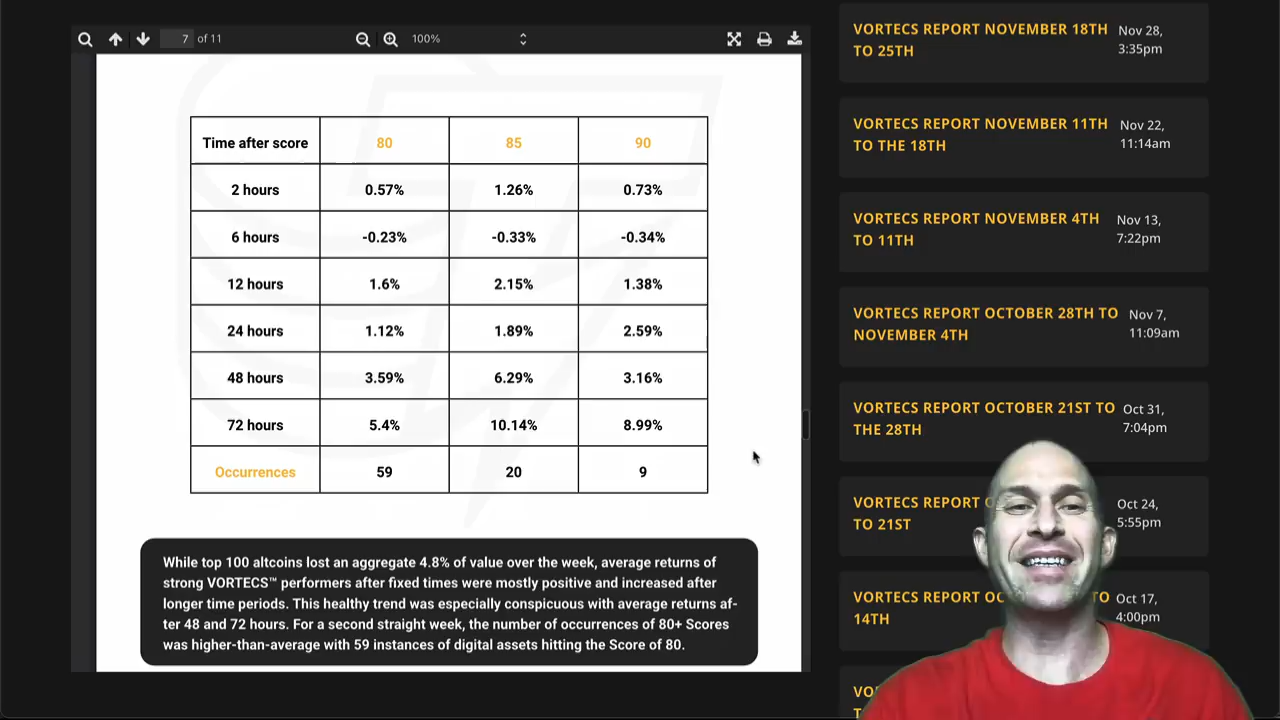 7 of 11
100%
Time after score 80 85 90
2 hours 0.57% 1.26% 0.73%
6 hours -0.23% -0.33% -0.34%
12 hours 1.6% 2.15% 1.38%
24 hours 1.12% 1.89% 2.59%
48 hours 3.59% 6.29% 3.16%
72 hours 5.4% 10.14% 8.99%
Occurrences 59 20 9
While top 100 altcoins lost an aggregate 4.8% of value over the week, average returns of
strong VORTECS™ performers after fixed times were mostly positive and increased after
longer time periods. This healthy trend was especially conspicuous with average returns af-
ter 48 and 72 hours. For a second straight week, the number of occurrences of 80+ Scores
was higher-than-average with 59 instances of digital assets hitting the Score of 80.
VORTECS REPORT NOVEMBER 18TH
TO 25TH
Nov 28,
3:35pm
VORTECS REPORT NOVEMBER 11TH
TO THE 18TH
Nov 22,
11:14am
VORTECS REPORT NOVEMBER 4TH
TO 11TH
Nov 13,
7:22pm
VORTECS REPORT OCTOBER 28TH TO
NOVEMBER 4TH
Nov 7,
11:09am
VORTECS REPORT OCTOBER 21ST TO
THE 28TH
Oct 31,
7:04pm
VORTECS REPORT
TO 21ST
Oct 24,
5:55pm
VORTECS REPORT TO
14TH
Oct 17,
4:00pm